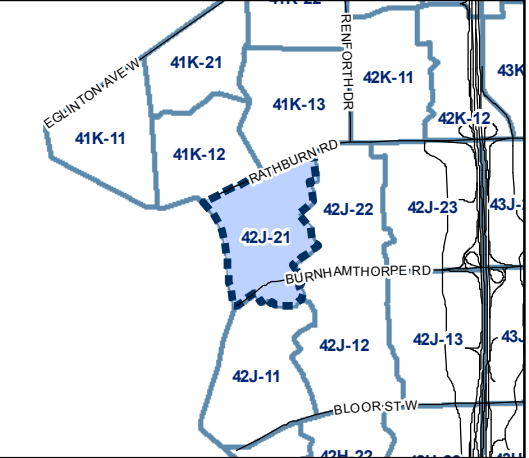 41K-22
RENFORTH DR
EGLINTON AVE W
41K-21
42K-11
43K
41K-13
42K-12
41K-11
41K-12
RATHBURN RD
42J-22
42J-23
43J-
42J-21
BURNHAMTHORPE RD
42J-12
42J-13
43J
42J-11
BLOOR ST W
42H-22